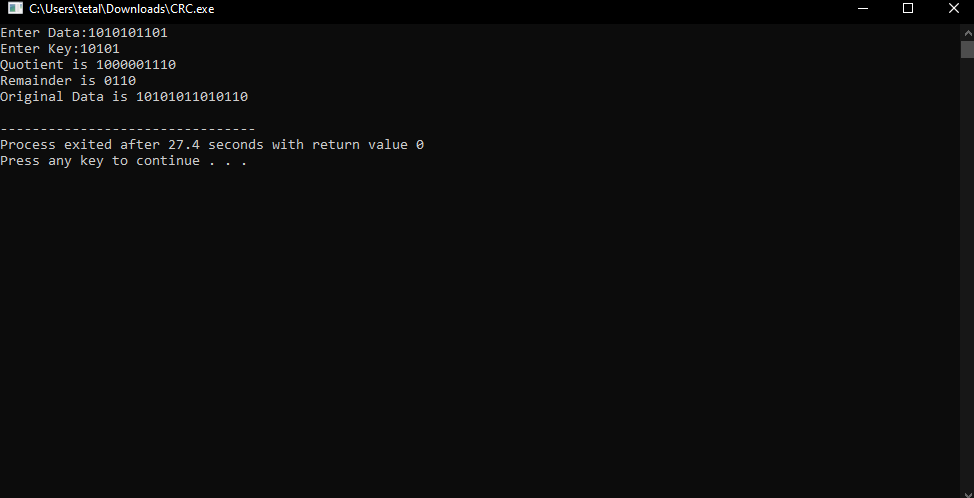 C:\Users\tetal\Downloads\CRC.exe
Enter Data:1010101101
Enter Key:10101
Quotient is 1000001110
Remainder is 0110
Original Data is 10101011010110
--------------------------------
Process exited after 27.4 seconds with return value 0
Press any key to continue . . .